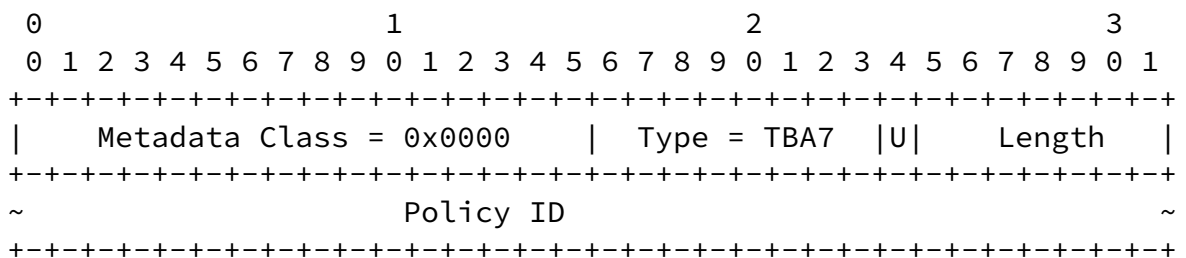 0                   1                   2                   3
 0 1 2 3 4 5 6 7 8 9 0 1 2 3 4 5 6 7 8 9 0 1 2 3 4 5 6 7 8 9 0 1
+-+-+-+-+-+-+-+-+-+-+-+-+-+-+-+-+-+-+-+-+-+-+-+-+-+-+-+-+-+-+-+-+
|    Metadata Class = 0x0000    |  Type = TBA7  |U|    Length   |
+-+-+-+-+-+-+-+-+-+-+-+-+-+-+-+-+-+-+-+-+-+-+-+-+-+-+-+-+-+-+-+-+
~                     Policy ID                                 ~
+-+-+-+-+-+-+-+-+-+-+-+-+-+-+-+-+-+-+-+-+-+-+-+-+-+-+-+-+-+-+-+-+